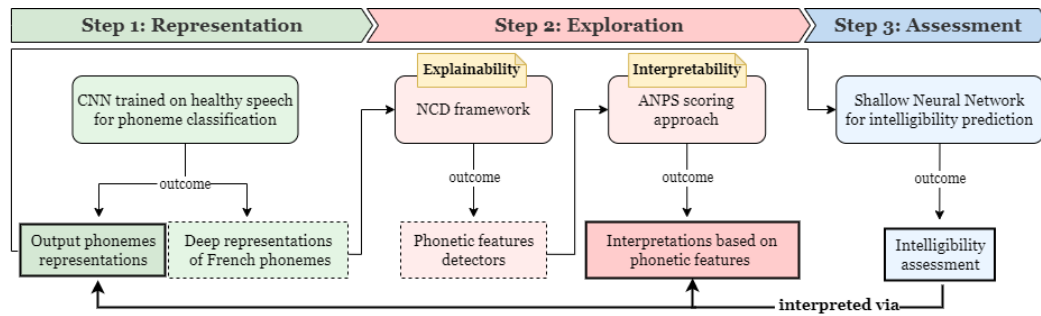 Step 1: Representation
Step 2: Exploration
Step 3: Assessment
Explainability
Interpretability
CNN trained on healthy speech
for phoneme classification
NCD framework
ANPS scoring
approach
Shallow Neural Network
for intelligibility prediction
outcome
outcome
outcome
outcome
Output phonemes
representations
Deep representations
of French phonemes
Phonetic features
detectors
Interpretations based on
phonetic features
Intelligibility
assessment
interpreted via